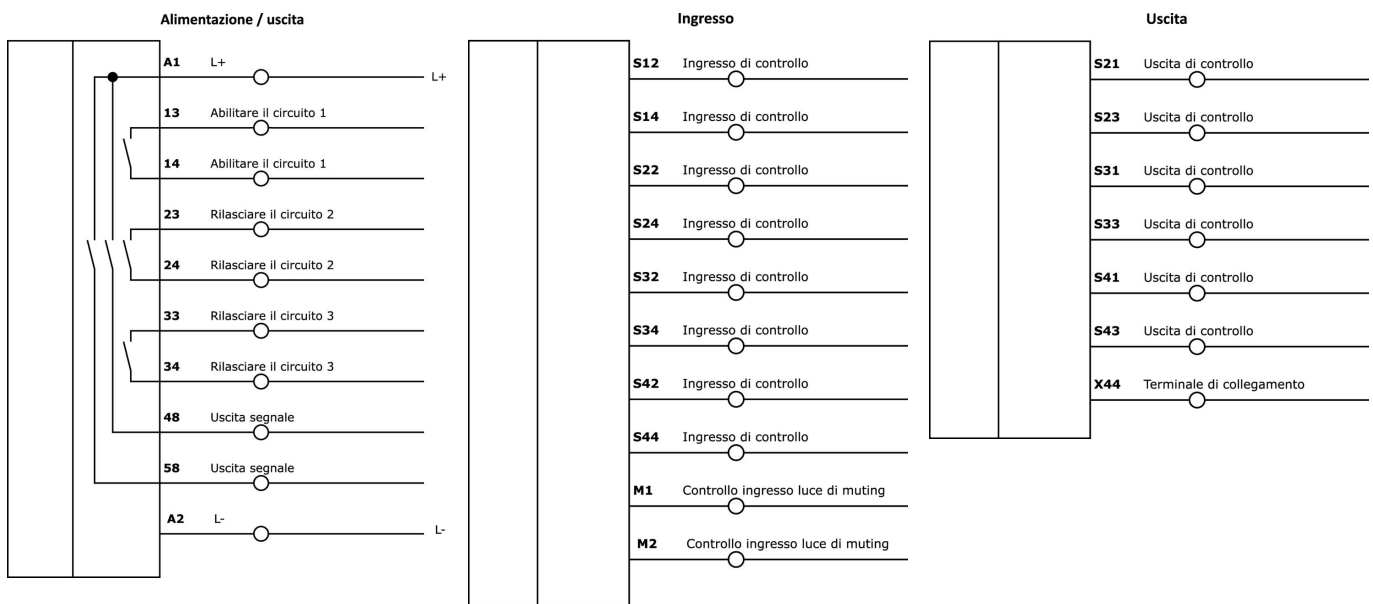 Alimentazione / uscita
A1 L+
L+
13 Abilitare il circuito 1
14 Abilitare il circuito 1
23 Rilasciare il circuito 2
24 Rilasciare il circuito 2
33 Rilasciare il circuito 3
34 Rilasciare il circuito 3
48 Uscita segnale
58 Uscita segnale
A2 L-
L-
Ingresso
S12 Ingresso di controllo
S14 Ingresso di controllo
S22 Ingresso di controllo
S24 Ingresso di controllo
S32 Ingresso di controllo
S34 Ingresso di controllo
S42 Ingresso di controllo
S44 Ingresso di controllo
M1 Controllo ingresso luce di muting
M2 Controllo ingresso luce di muting
Uscita
S21 Uscita di controllo
S23 Uscita di controllo
S31 Uscita di controllo
S33 Uscita di controllo
S41 Uscita di controllo
S43 Uscita di controllo
X44 Terminale di collegamento